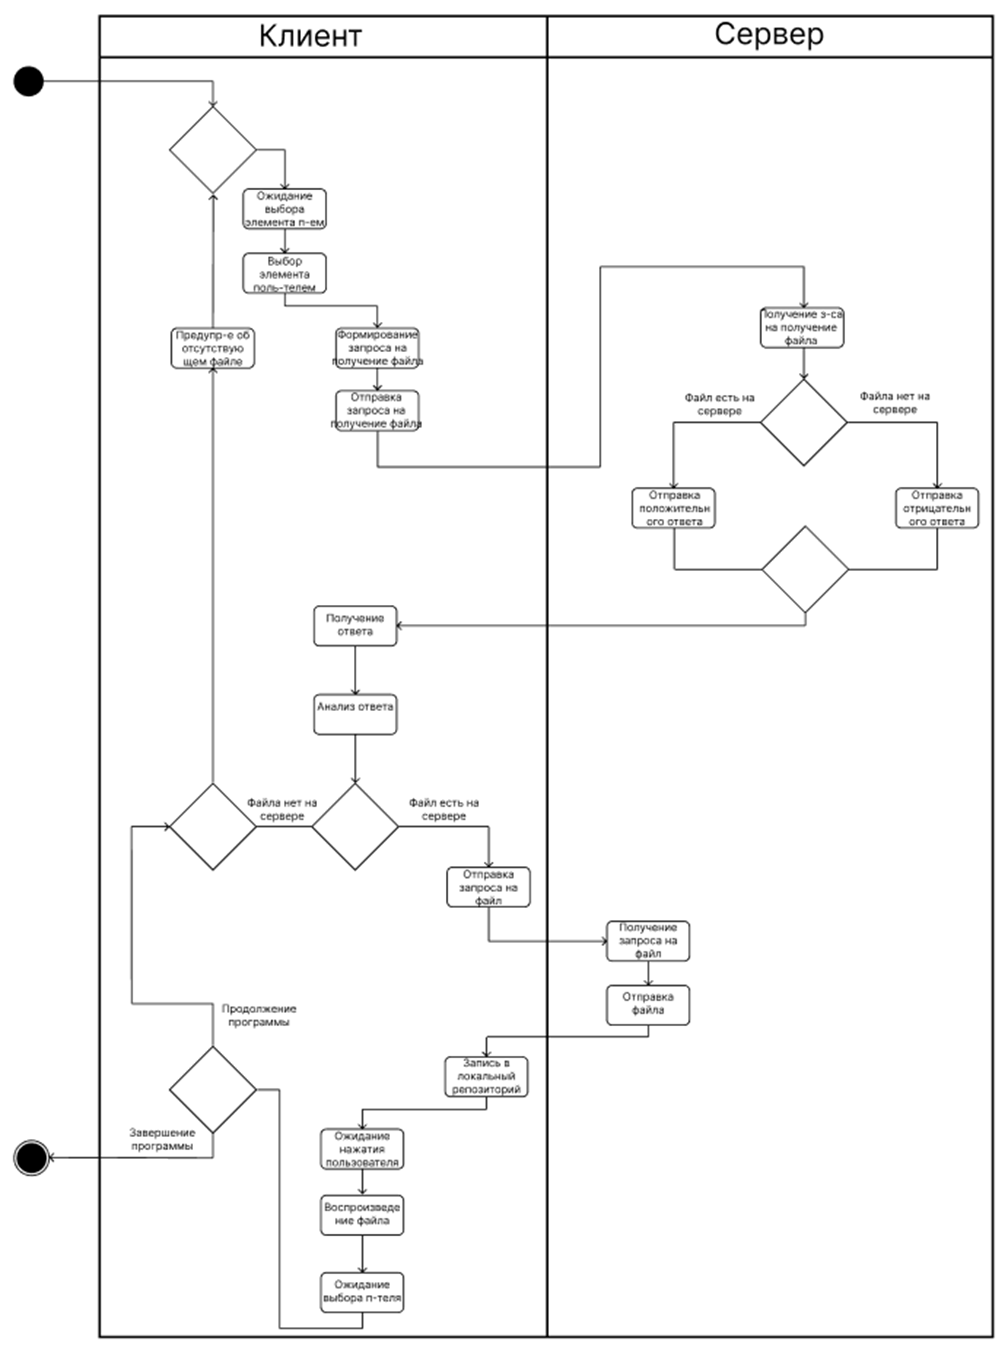 Клиент
Сервер
Ожидание
выбора
элемента п-ем
Выбор
элемента
поль-телем
Формирование
запроса на
получение файла
Отправка
запроса на
получение файла
Предупр-е об
отсутствую
щем файле
Получение з-са
на получение
файла
Файл есть на
сервере
Файла нет на
сервере
Отправка
положительн
ого ответа
Отправка
отрицательн
ого ответа
Получение
ответа
Анализ ответа
Файла нет на
сервере
Файл есть на
сервере
Отправка
запроса на
файл
Получение
запроса на
файл
Отправка
файла
Продолжение
программы
Запись в
локальный
репозиторий
Завершение
программы
Ожидание
нажатия
пользователя
Воспроизведе
ние файла
Ожидание
выбора п-теля